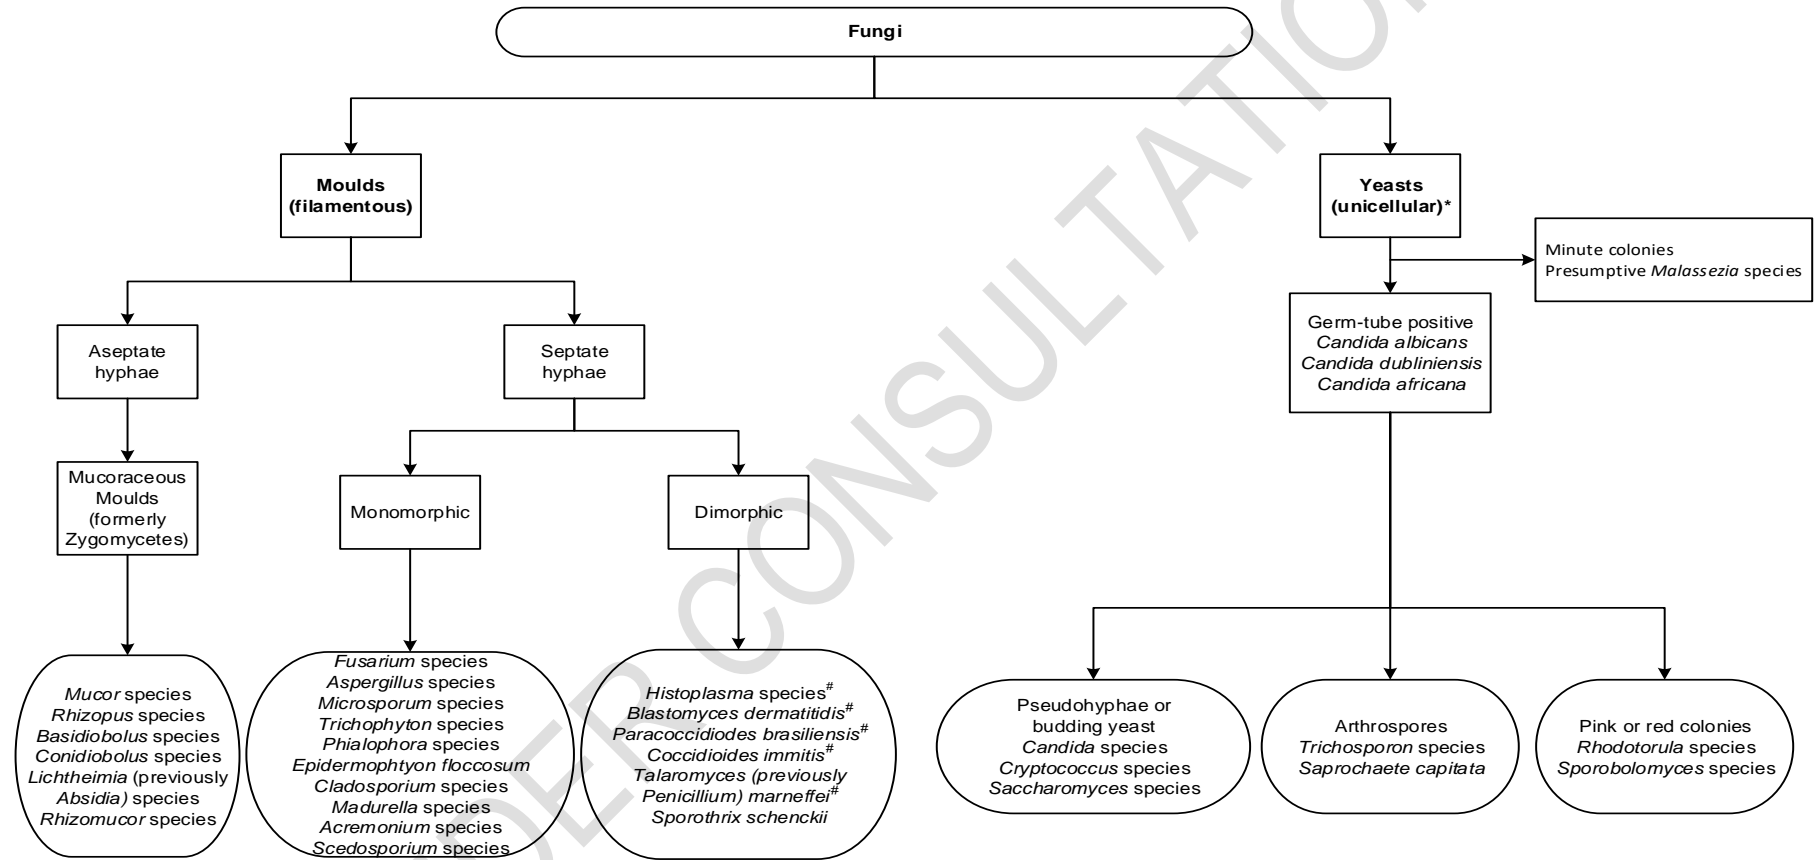 Fungi
Moulds
(filamentous)
Yeasts
(unicellular)*
Minute colonies
Presumptive Malassezia species
Aseptate
hyphae
Septate
hyphae
Germ-tube positive
Candida albicans
Candida dubliniensis
Candida africana
Mucoraceous
Moulds
(formerly
Zygomycetes)
Monomorphic
Dimorphic
Mucor species
Rhizopus species
Basidiobolus species
Conidiobolus species
Lichtheimia (previously
Absidia) species
Rhizomucor species
Fusarium species
Aspergillus species
Microsporum species
Trichophyton species
Phialophora species
Epidermophtyon floccosum
Cladosporium species
Madurella species
Acremonium species
Scedosporium species
Histoplasma species#
Blastomyces dermatitidis#
Paracoccidiodes brasiliensis#
Coccidioides immitis#
Talaromyces (previously
Penicillium) marneffei#
Sporothrix schenckii
Pseudohyphae or
budding yeast
Candida species
Cryptococcus species
Saccharomyces species
Arthrospores
Trichosporon species
Saprochaete capitata
Pink or red colonies
Rhodotorula species
Sporobolomyces species
DER CONSULTATION